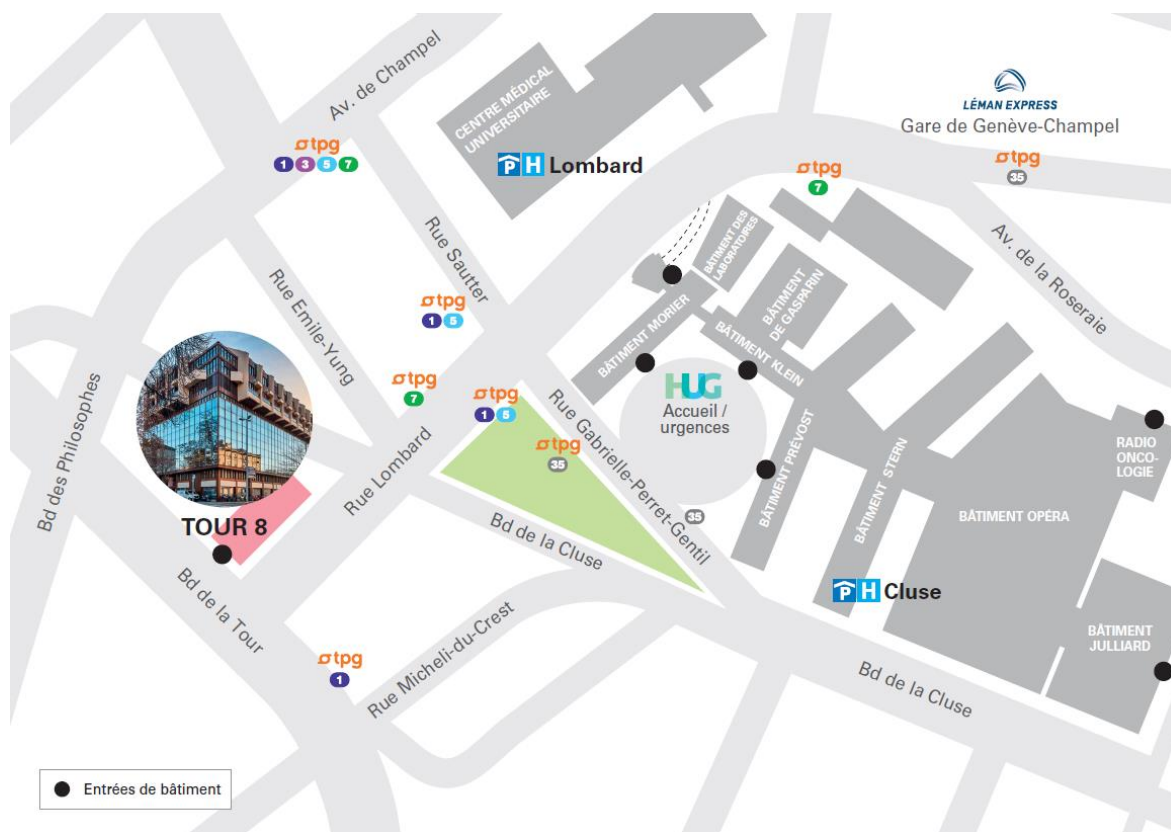 Av. de Champel
tpg
1 3 5 7
CENTRE MÉDICAL
UNIVERSITAIRE
P H Lombard
LÉMAN EXPRESS
Gare de Genève-Champel
tpg
35
tpg
7
Rue Sautter
BÂTIMENT DES
LABORATOIRES
Av. de la Roseraie
Rue Emile-Yung
tpg
1 5
BÂTIMENT MORIER
BÂTIMENT
DE GASPARIN
BÂTIMENT KLEIN
tpg
7
tpg
1 5
HUG
Accueil /
urgences
Rue Gabrielle-Perret-Gentil
tpg
35
35
Bd des Philosophes
Rue Lombard
BÂTIMENT PRÉVOST
BÂTIMENT STERN
RADIO
ONCO-
LOGIE
BÂTIMENT OPÉRA
TOUR 8
Bd de la Cluse
Bd de la Tour
P H Cluse
BÂTIMENT
JULLIARD
tpg
1
Rue Micheli-du-Crest
Bd de la Cluse
Entrées de bâtiment